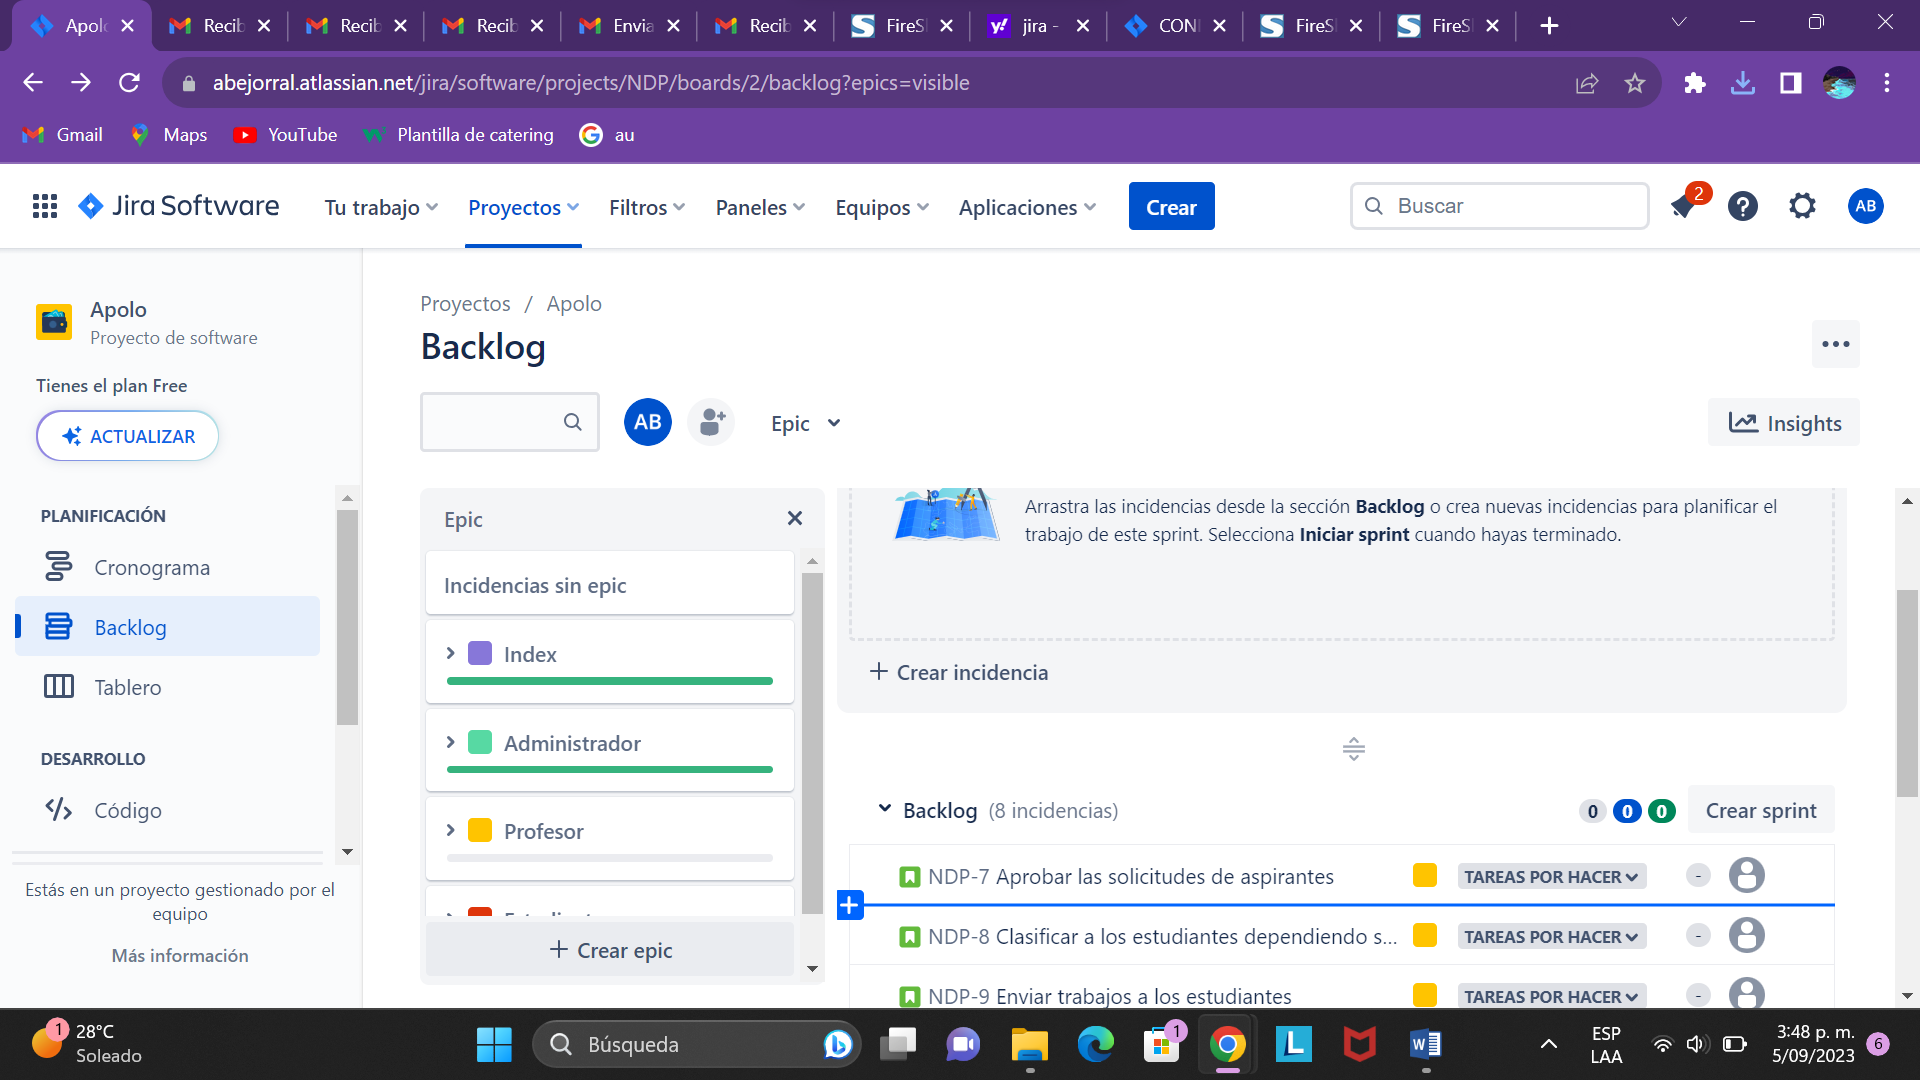 Apolo
Recib
Recib
Recib
Envia
Recib
FireS
jira -
CON
FireS
FireS
abejorral.atlassian.net/jira/software/projects/NDP/boards/2/backlog?epics=visible
Gmail
Maps
YouTube
Plantilla de catering
au
Jira Software
Tu trabajo
Proyectos
Filtros
Paneles
Equipos
Aplicaciones
Crear
Buscar
2
AB
Apolo
Proyecto de software
Tienes el plan Free
ACTUALIZAR
PLANIFICACIÓN
Cronograma
Backlog
Tablero
DESARROLLO
Código
Estás en un proyecto gestionado por el
equipo
Más información
Proyectos / Apolo
Backlog
AB
Epic
Insights
Epic
Incidencias sin epic
Index
Administrador
Profesor
+ Crear epic
Arrastra las incidencias desde la sección Backlog o crea nuevas incidencias para planificar el
trabajo de este sprint. Selecciona Iniciar sprint cuando hayas terminado.
+ Crear incidencia
Backlog (8 incidencias)
0 0 0
Crear sprint
NDP-7 Aprobar las solicitudes de aspirantes TAREAS POR HACER -
NDP-8 Clasificar a los estudiantes dependiendo s... TAREAS POR HACER -
NDP-9 Enviar trabajos a los estudiantes TAREAS POR HACER -
1
28°C
Soleado
Búsqueda
1
ESP
LAA
3:48 p. m.
5/09/2023
6